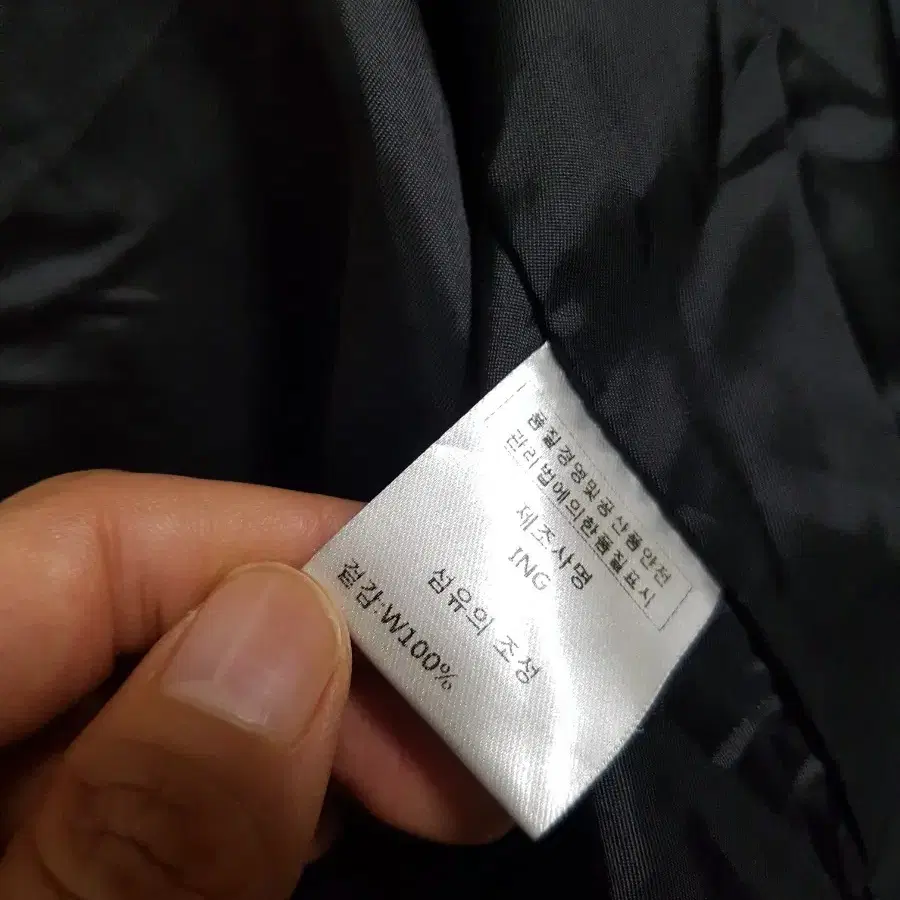 품질경영및공산품안전
관리법에의한품질표시
제조사명
ING
섬유의 조성
겉감:W100%